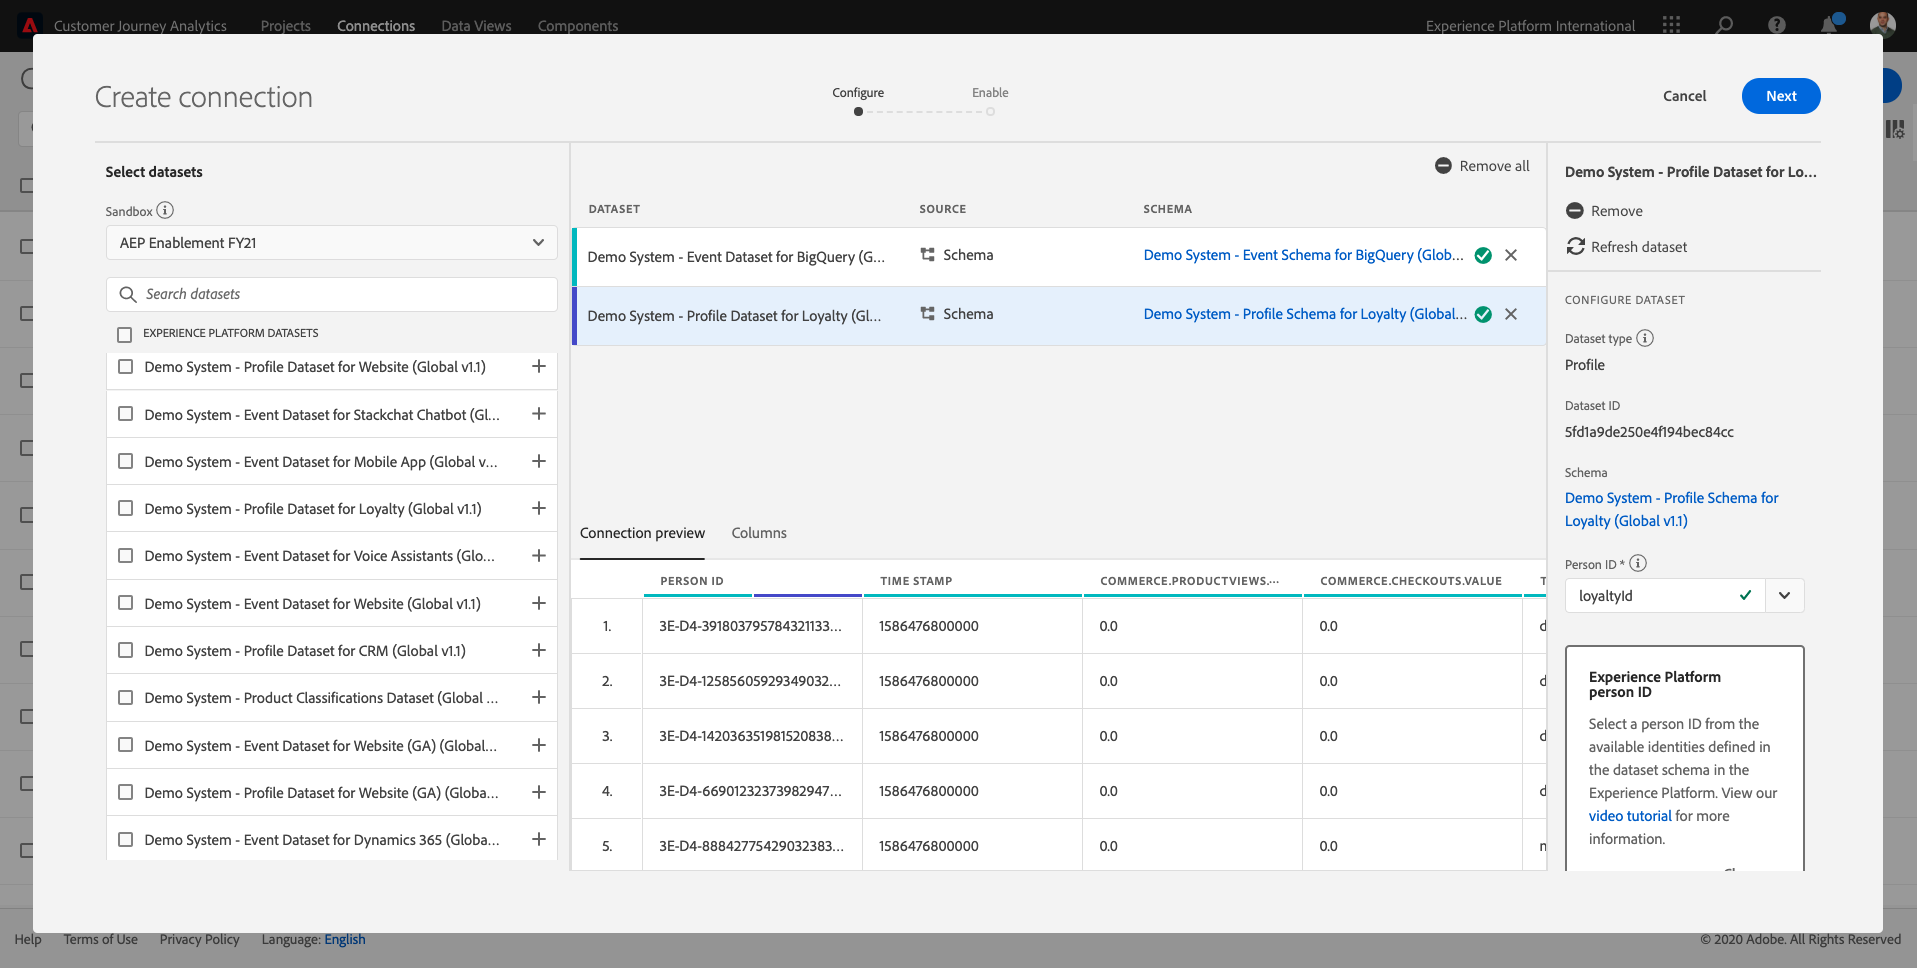 Customer Journey Analytics
Projects
Connections
Data Views
Components
Experience Platform International
Create connection
Configure
Enable
Cancel
Next
Select datasets
Sandbox
AEP Enablement FY21
Search datasets
EXPERIENCE PLATFORM DATASETS
Demo System - Profile Dataset for Website (Global v1.1)
Demo System - Event Dataset for Stackchat Chatbot (Gl...
Demo System - Event Dataset for Mobile App (Global v...
Demo System - Profile Dataset for Loyalty (Global v1.1)
Demo System - Event Dataset for Voice Assistants (Glo...
Demo System - Event Dataset for Website (Global v1.1)
Demo System - Profile Dataset for CRM (Global v1.1)
Demo System - Product Classifications Dataset (Global ...
Demo System - Event Dataset for Website (GA) (Global...
Demo System - Profile Dataset for Website (GA) (Globa...
Demo System - Event Dataset for Dynamics 365 (Globa...
Remove all
DATASET SOURCE SCHEMA
Demo System - Event Dataset for BigQuery (G... Schema Demo System - Event Schema for BigQuery (Glob...
Demo System - Profile Dataset for Loyalty (Gl... Schema Demo System - Profile Schema for Loyalty (Global...
Connection preview
Columns
PERSON ID TIME STAMP COMMERCE.PRODUCTVIEWS.... COMMERCE.CHECKOUTS.VALUE
1. 3E-D4-391803795784321133... 1586476800000 0.0 0.0
2. 3E-D4-12585605929349032... 1586476800000 0.0 0.0
3. 3E-D4-142036351981520838... 1586476800000 0.0 0.0
4. 3E-D4-66901232373982947... 1586476800000 0.0 0.0
5. 3E-D4-88842775429032383... 1586476800000 0.0 0.0
Demo System - Profile Dataset for Lo...
Remove
Refresh dataset
CONFIGURE DATASET
Dataset type
Profile
Dataset ID
5fd1a9de250e4f194bec84cc
Schema
Demo System - Profile Schema for
Loyalty (Global v1.1)
Person ID *
loyaltyId
Experience Platform
person ID
Select a person ID from the
available identities defined in
the dataset schema in the
Experience Platform. View our
video tutorial for more
information.
Help
Terms of Use
Privacy Policy
Language: English
© 2020 Adobe. All Rights Reserved